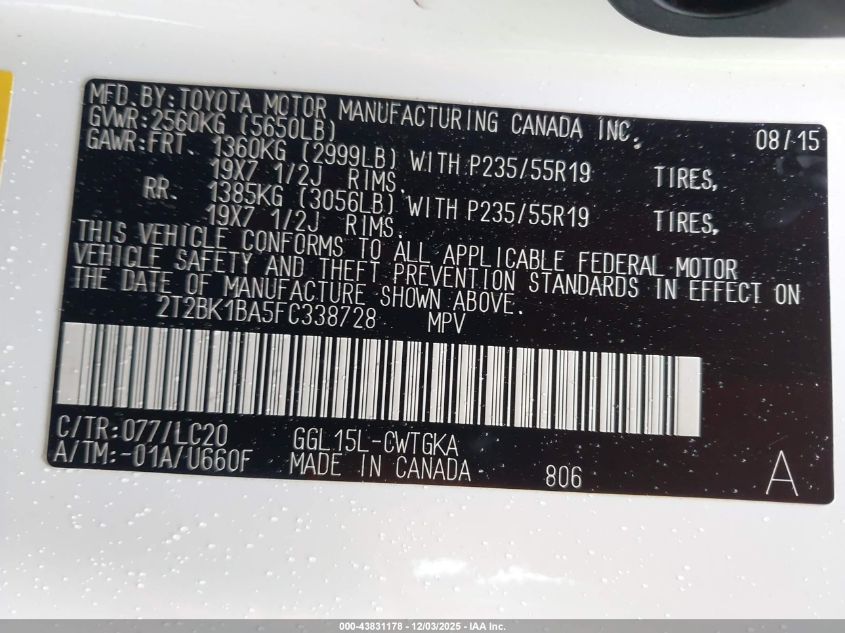 MFD. BY: TOYOTA MOTOR MANUFACTURING CANADA INC. 08/15
GVWR: 2560KG (5650LB)
GAWR: FRT. 1360KG (2999LB) WITH P235/55R19 TIRES,
19X7 1/2J RIMS.
RR. 1385KG (3056LB) WITH P235/55R19 TIRES,
19X7 1/2J RIMS.
THIS VEHICLE CONFORMS TO ALL APPLICABLE FEDERAL MOTOR
VEHICLE SAFETY AND THEFT PREVENTION STANDARDS IN EFFECT ON
THE DATE OF MANUFACTURE SHOWN ABOVE.
2T2BK1BA5FC338728 MPV
C/TR: 077/LC20 GGL15L-CWTGKA
A/TM: -01A/U660F MADE IN CANADA 806 A
000-43831178 - 12/03/2025 - IAA Inc.